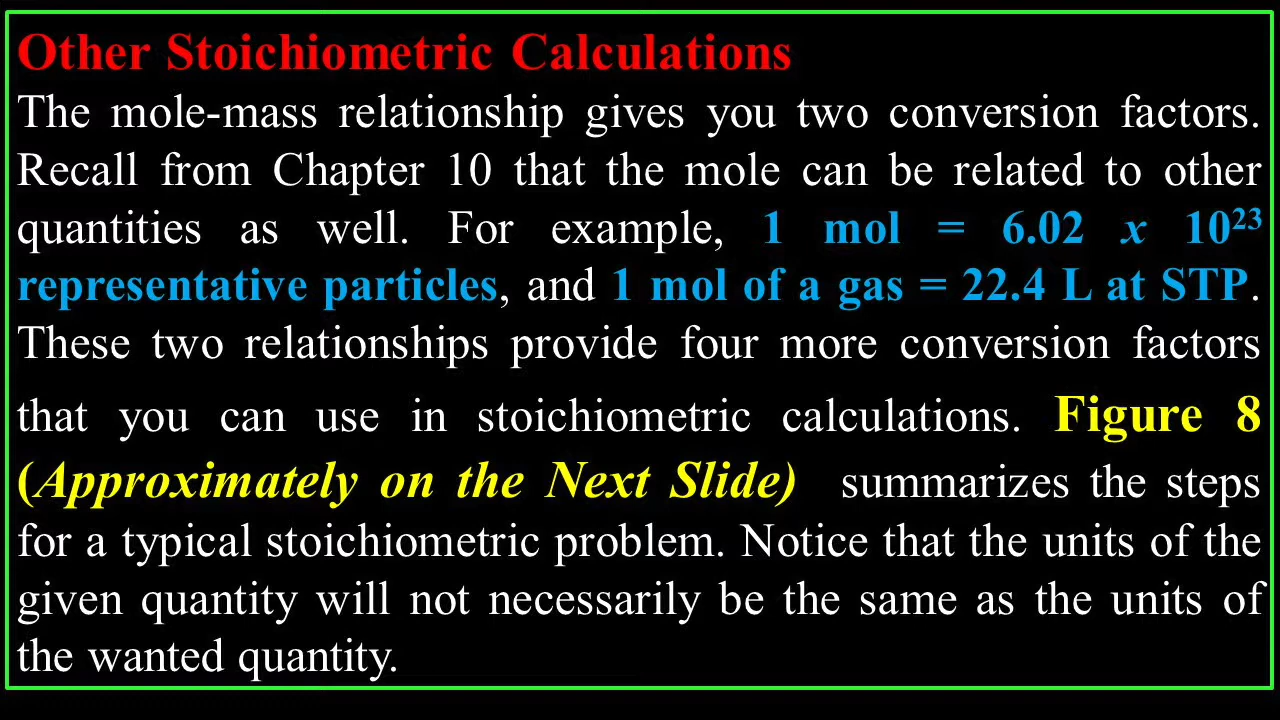 Other Stoichiometric Calculations
The mole-mass relationship gives you two conversion factors.
Recall from Chapter 10 that the mole can be related to other
quantities as well. For example, 1 mol = 6.02 x 10²³
representative particles, and 1 mol of a gas = 22.4 L at STP.
These two relationships provide four more conversion factors
that you can use in stoichiometric calculations. Figure 8
(Approximately on the Next Slide) summarizes the steps
for a typical stoichiometric problem. Notice that the units of the
given quantity will not necessarily be the same as the units of
the wanted quantity.